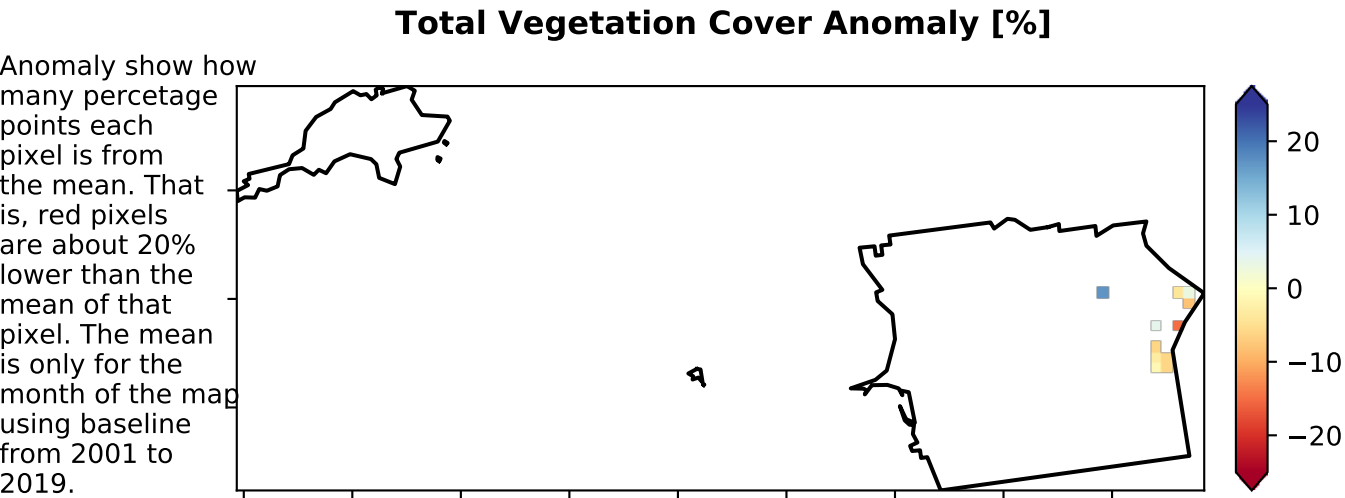 Total Vegetation Cover Anomaly [%]
Anomaly show how
many percetage
points each
pixel is from
the mean. That
is, red pixels
are about 20%
lower than the
mean of that
pixel. The mean
is only for the
month of the map
using baseline
from 2001 to
2019.
20
10
0
−10
−20